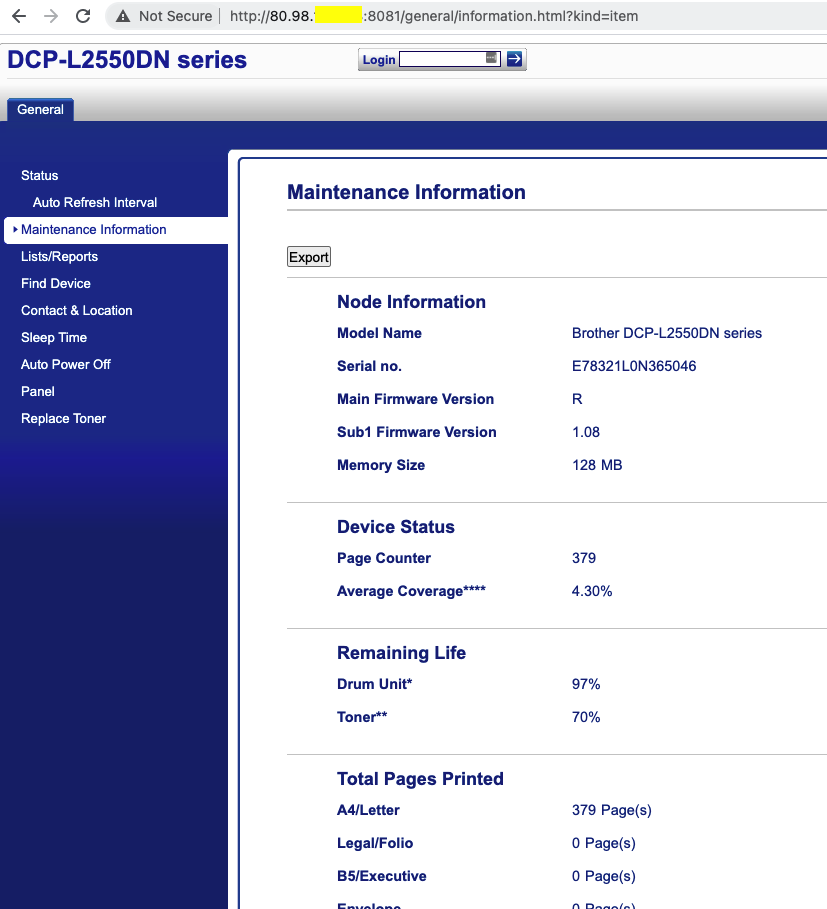 Not Secure | http://80.98. :8081/general/information.html?kind=item
DCP-L2550DN series
Login
General
Status
Auto Refresh Interval
Maintenance Information
Lists/Reports
Find Device
Contact & Location
Sleep Time
Auto Power Off
Panel
Replace Toner
Maintenance Information
Export
Node Information
Model Name Brother DCP-L2550DN series
Serial no. E78321L0N365046
Main Firmware Version R
Sub1 Firmware Version 1.08
Memory Size 128 MB
Device Status
Page Counter 379
Average Coverage**** 4.30%
Remaining Life
Drum Unit* 97%
Toner** 70%
Total Pages Printed
A4/Letter 379 Page(s)
Legal/Folio 0 Page(s)
B5/Executive 0 Page(s)
Envelope 0 Page(s)